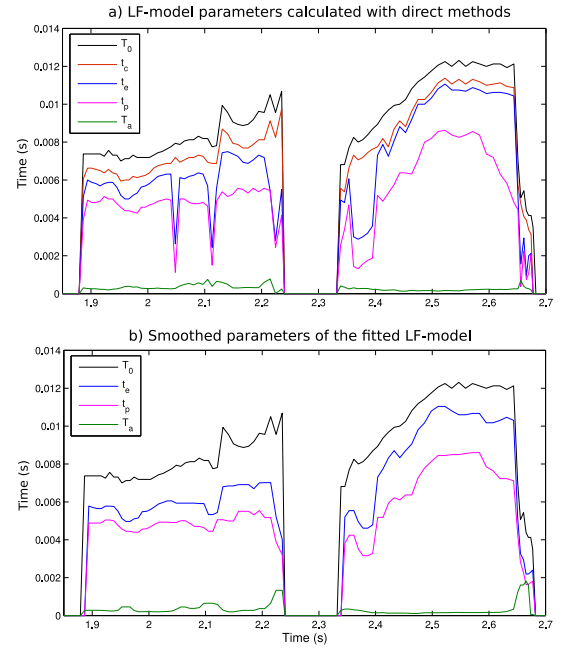 a) LF-model parameters calculated with direct methods
0.014
0.012
0.01
0.008
0.006
0.004
0.002
0
Time (s)
T0
tc
te
tp
Ta
1.9 2 2.1 2.2 2.3 2.4 2.5 2.6 2.7
b) Smoothed parameters of the fitted LF-model
0.014
0.012
0.01
0.008
0.006
0.004
0.002
0
Time (s)
T0
te
tp
Ta
1.9 2 2.1 2.2 2.3 2.4 2.5 2.6 2.7
Time (s)